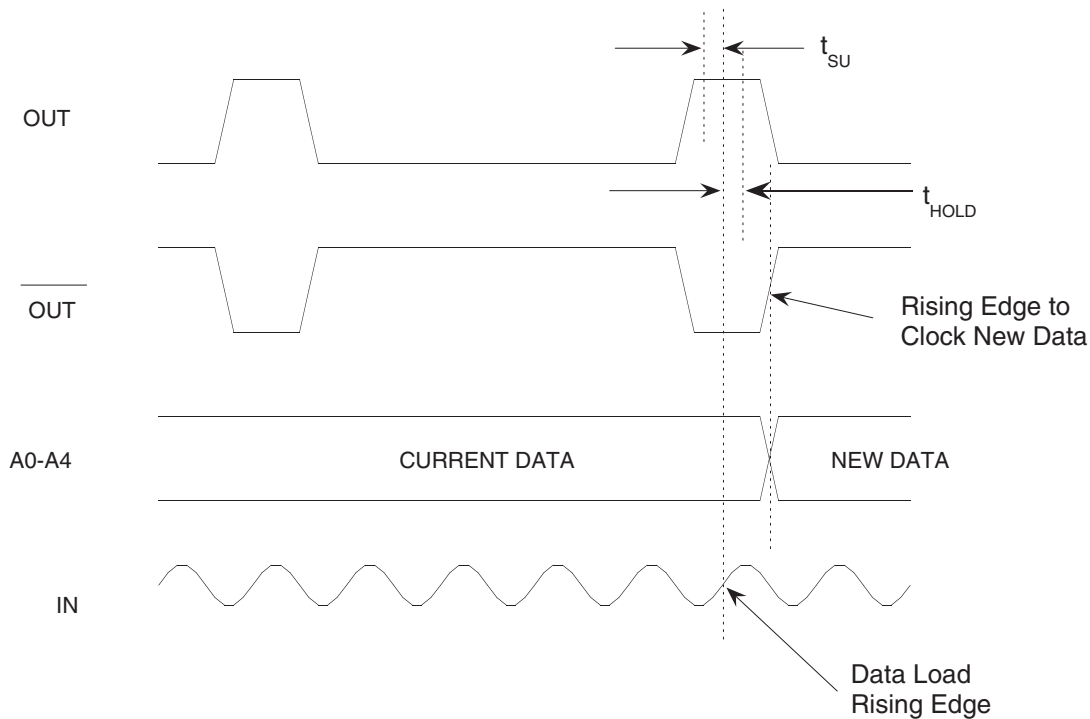 t_SU
OUT
t_HOLD
OUT
Rising Edge to
Clock New Data
A0-A4
CURRENT DATA
NEW DATA
IN
Data Load
Rising Edge